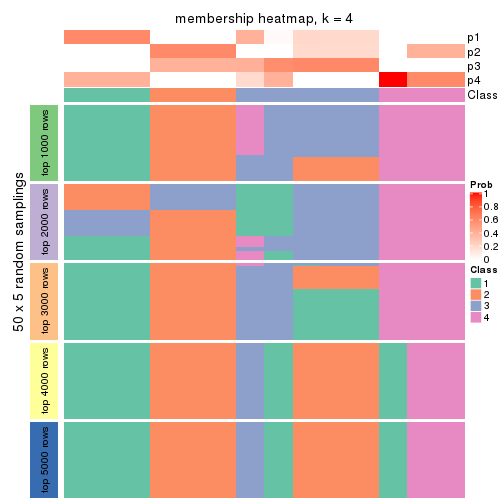 membership heatmap, k = 4
p1
p2
p3
p4
Class
50 x 5 random samplings
top 1000 rows
top 2000 rows
top 3000 rows
top 4000 rows
top 5000 rows
Prob
1
0.8
0.6
0.4
0.2
0
Class
1
2
3
4